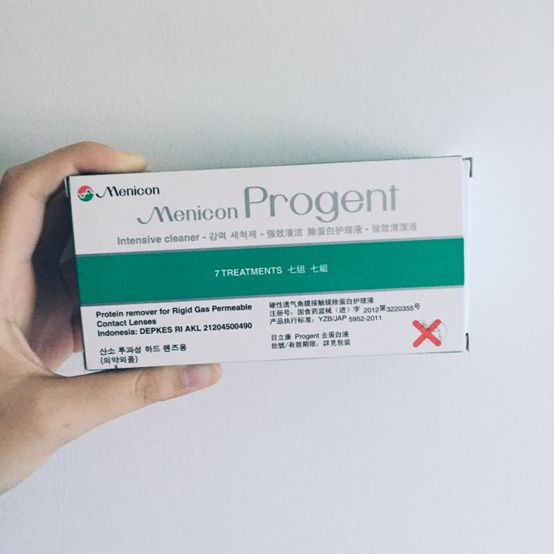 Menicon
Menicon Progent
Intensive cleaner - 강력 세척제 - 强效清洁 除蛋白护理液 - 強效清潔液
7 TREATMENTS 七组 七組
Protein remover for Rigid Gas Permeable
Contact Lenses
Indonesia: DEPKES RI AKL 21204500490
산소 투과성 하드 렌즈용
(의약외품)
硬性透气角膜接触镜除蛋白护理液
注册号：国食药监械（进）字 2012第3220355号
产品执行标准：YZB/JAP 5952-2011
目立康 Progent 去蛋白液
批號/有效期限：詳見包裝